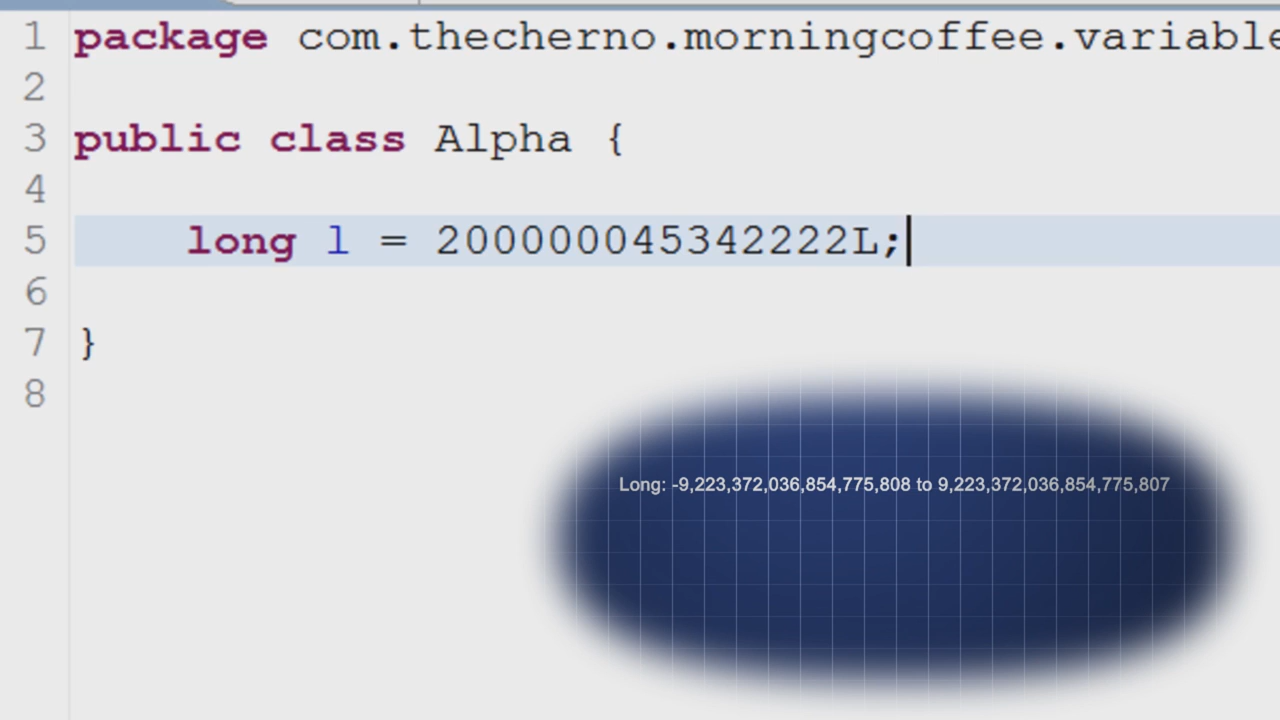 1 package com.thecherno.morningcoffee.variable
2
3 public class Alpha {
4
5 long l = 200000045342222L;
6
7 }
8
Long: -9,223,372,036,854,775,808 to 9,223,372,036,854,775,807